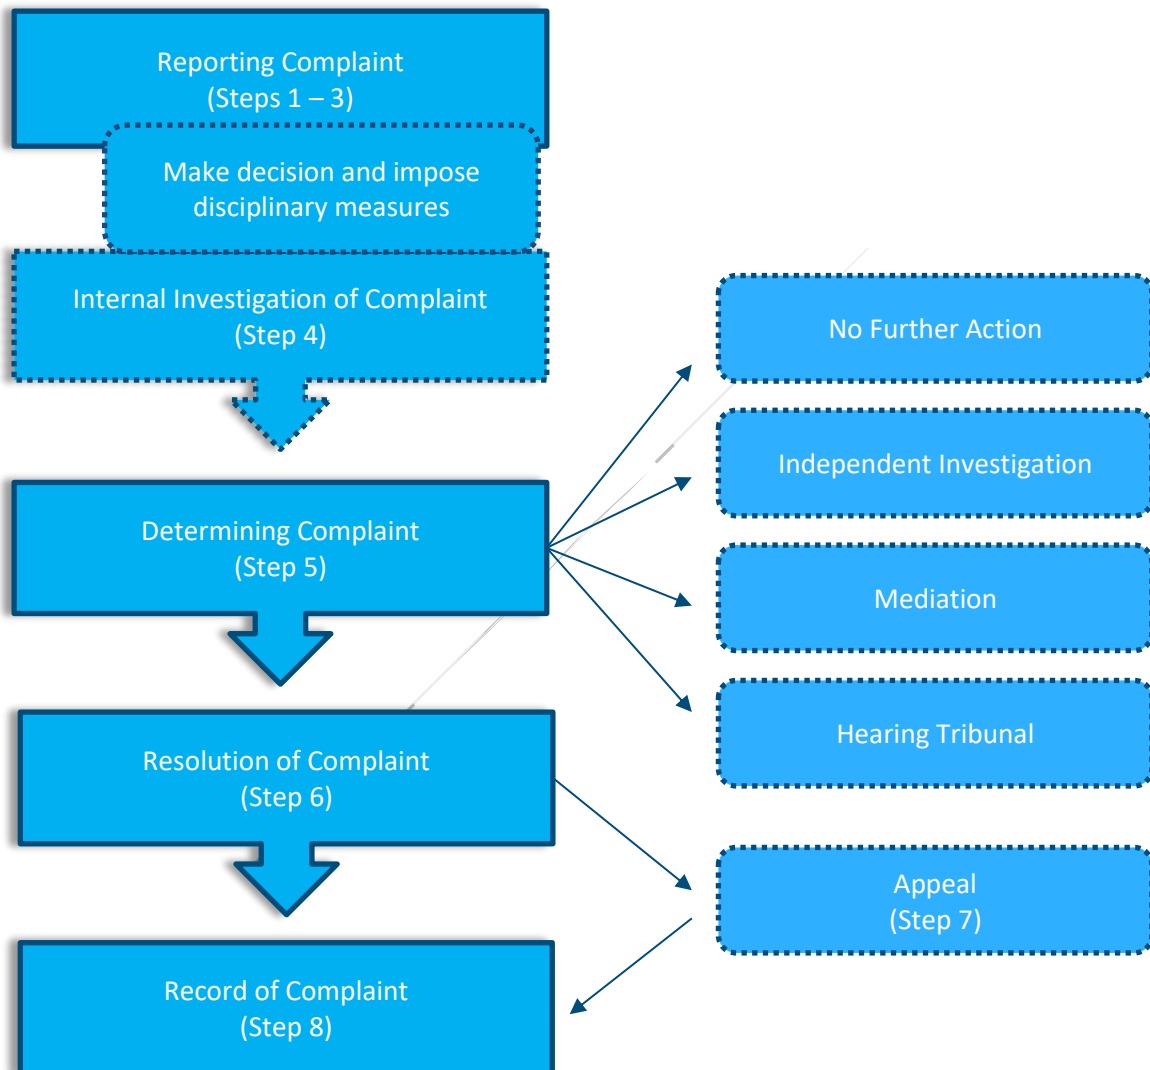 Reporting Complaint
(Steps 1 – 3)
Make decision and impose
disciplinary measures
Internal Investigation of Complaint
(Step 4)
Determining Complaint
(Step 5)
Resolution of Complaint
(Step 6)
Record of Complaint
(Step 8)
No Further Action
Independent Investigation
Mediation
Hearing Tribunal
Appeal
(Step 7)